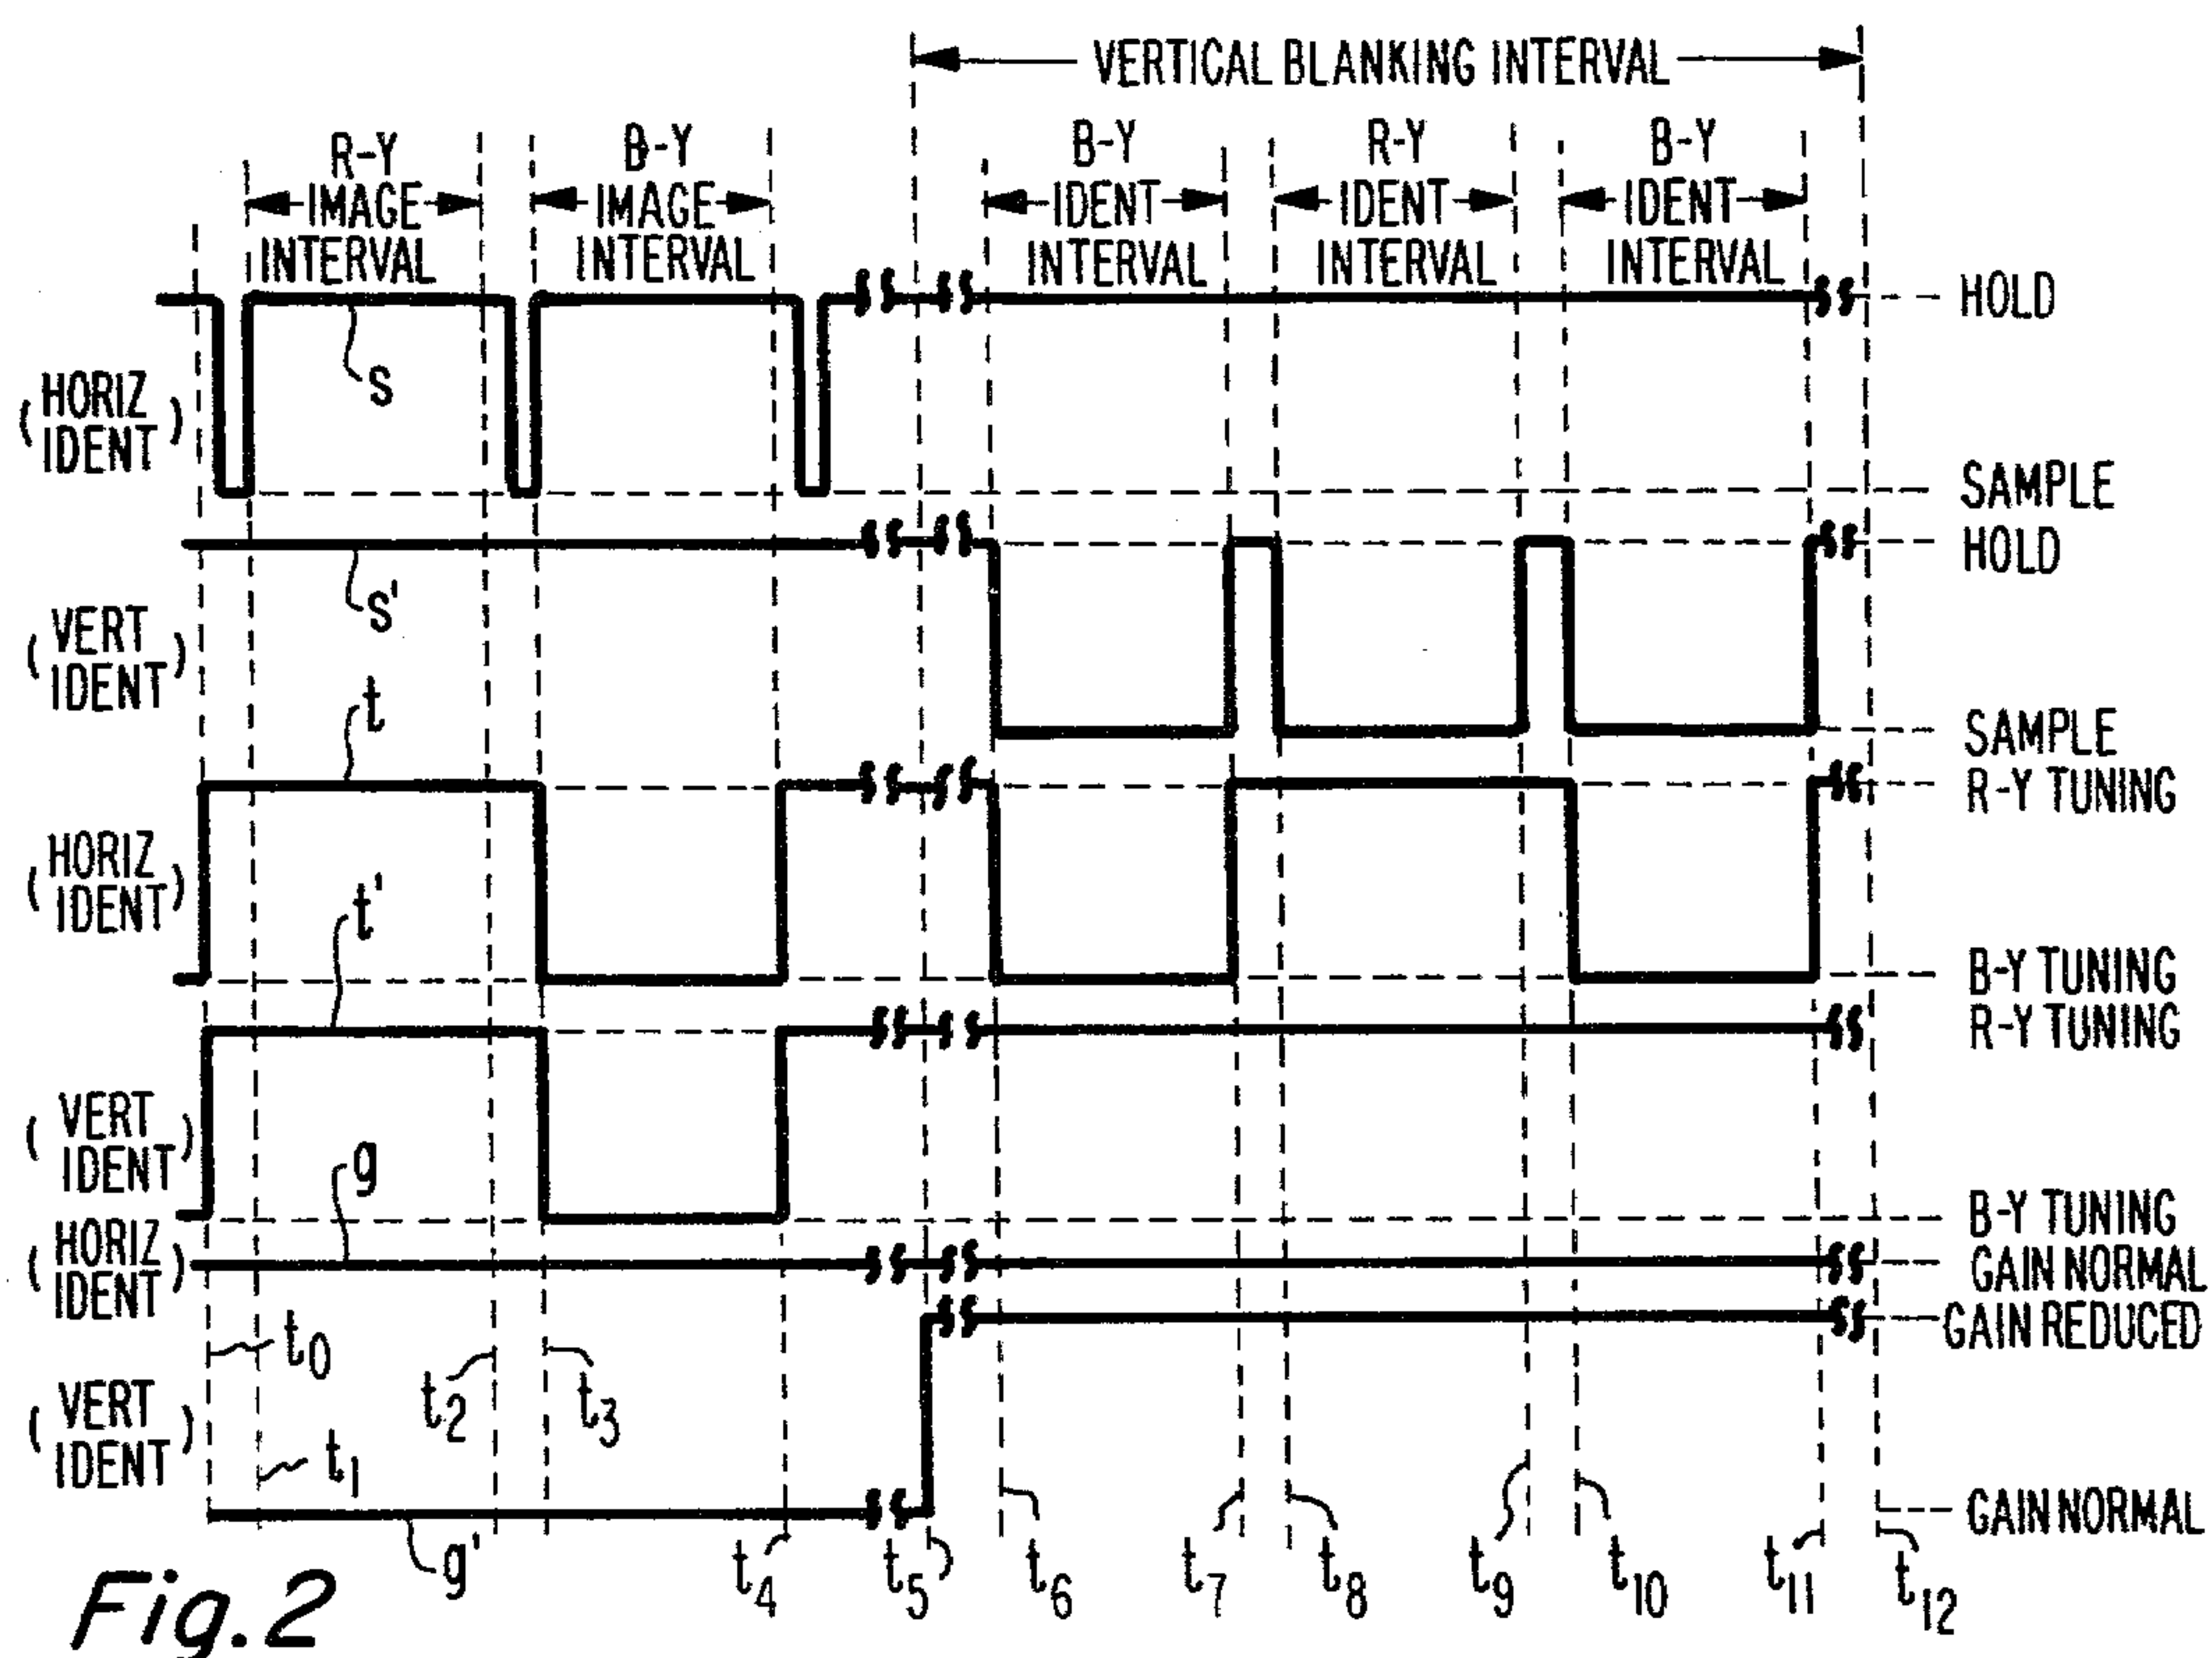 VERTICAL BLANKING INTERVAL
R-Y
IMAGE
INTERVAL
B-Y
IMAGE
INTERVAL
B-Y
IDENT
INTERVAL
R-Y
IDENT
INTERVAL
B-Y
IDENT
INTERVAL
HOLD
(HORIZ
IDENT)
s
SAMPLE
HOLD
s'
(VERT
IDENT)
SAMPLE
t
R-Y TUNING
(HORIZ
IDENT)
t'
B-Y TUNING
R-Y TUNING
(VERT
IDENT)
g
B-Y TUNING
(HORIZ
IDENT)
GAIN NORMAL
GAIN REDUCED
(VERT
IDENT)
t0
t1
t2
t3
GAIN NORMAL
g'
t4
t5
t6
t7
t8
t9
t10
t11
t12
Fig. 2